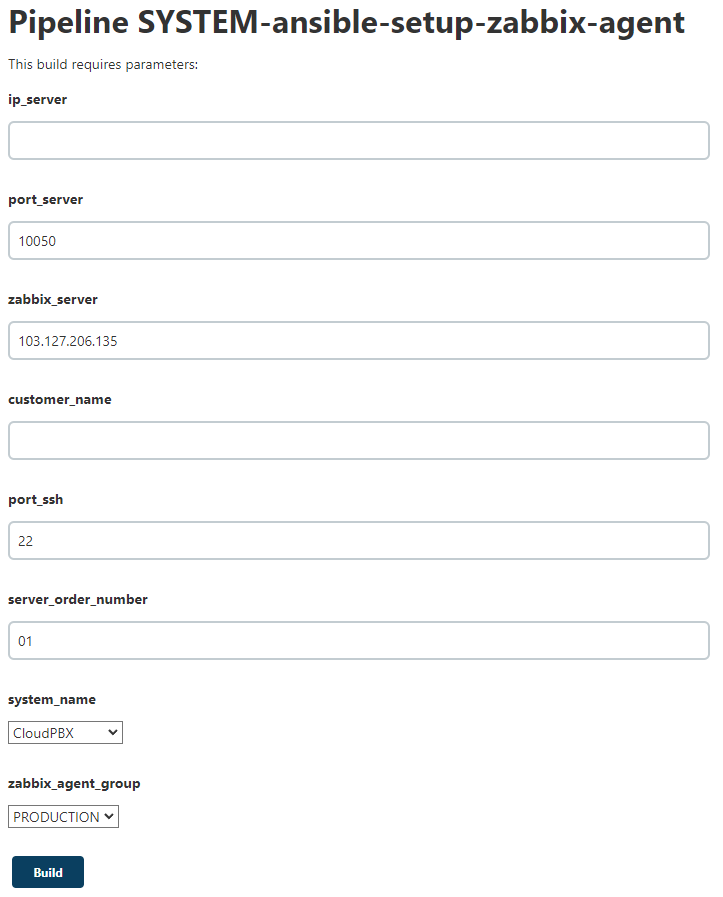 Pipeline SYSTEM-ansible-setup-zabbix-agent
This build requires parameters:
ip_server
port_server
10050
zabbix_server
103.127.206.135
customer_name
port_ssh
22
server_order_number
01
system_name
CloudPBX
zabbix_agent_group
PRODUCTION
Build